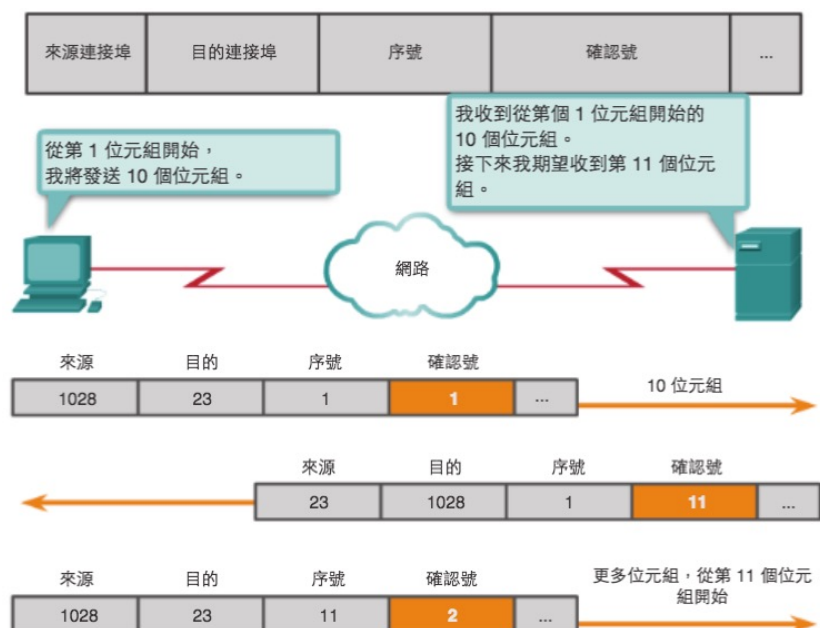 來源連接埠 目的連接埠 序號 確認號 ...
從第 1 位元組開始，
我將發送 10 個位元組。
我收到從第個 1 位元組開始的
10 個位元組。
接下來我期望收到第 11 個位元
組。
網路
來源 目的 序號 確認號
1028 23 1 1 ...
10 位元組
來源 目的 序號 確認號
23 1028 1 11 ...
來源 目的 序號 確認號
1028 23 11 2 ...
更多位元組，從第 11 個位元
組開始